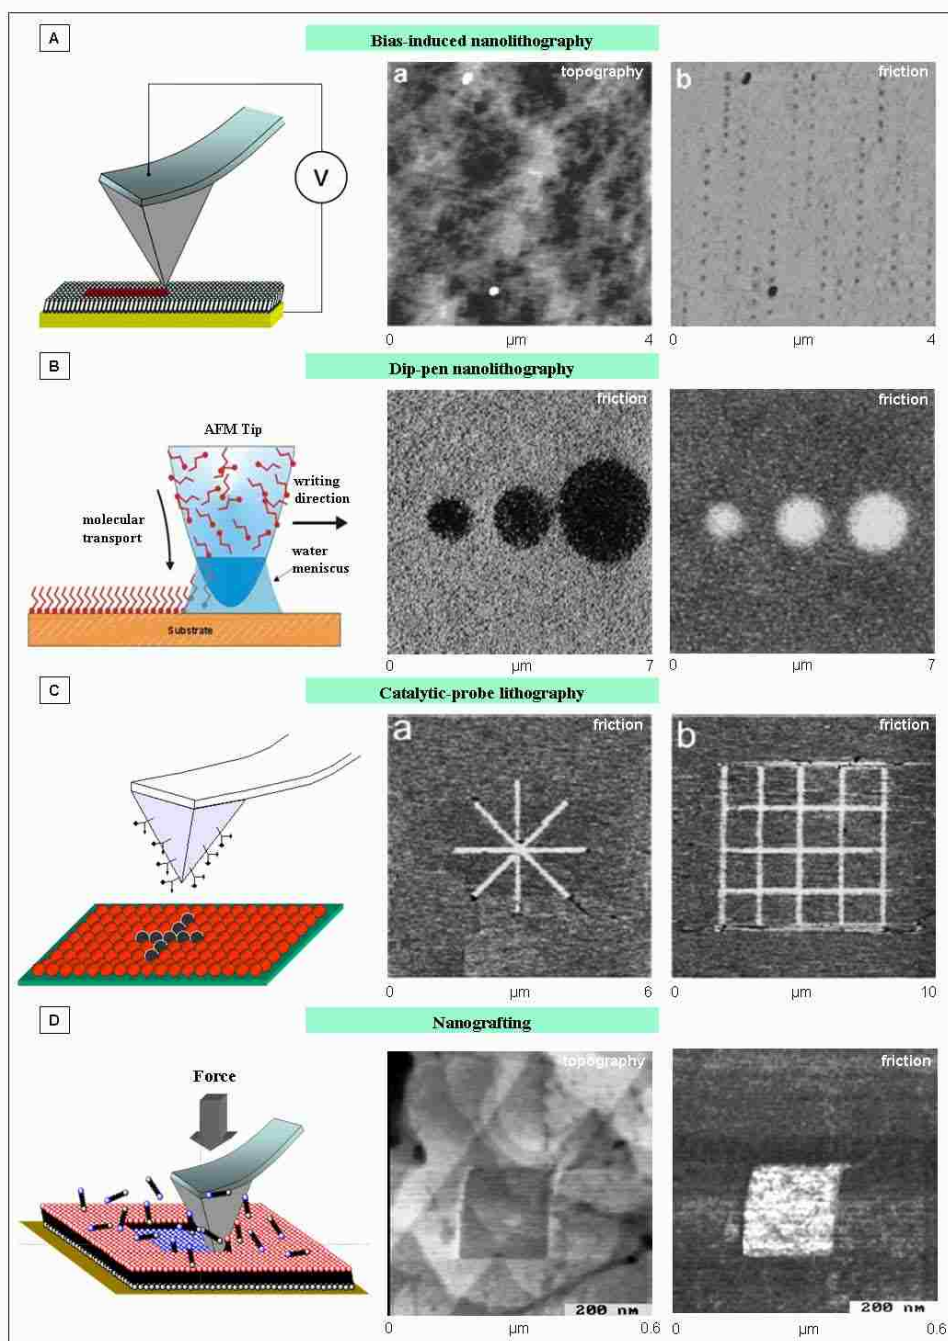 A
Bias-induced nanolithography
V
a
topography
0 µm 4
b
friction
0 µm 4
B
Dip-pen nanolithography
AFM Tip
writing
direction
molecular
transport
water
meniscus
Substrate
friction
0 µm 7
friction
0 µm 7
C
Catalytic-probe lithography
a
friction
0 µm 6
b
friction
0 µm 10
D
Nanografting
Force
topography
200 nm
0 µm 0.6
friction
200 nm
0 µm 0.6